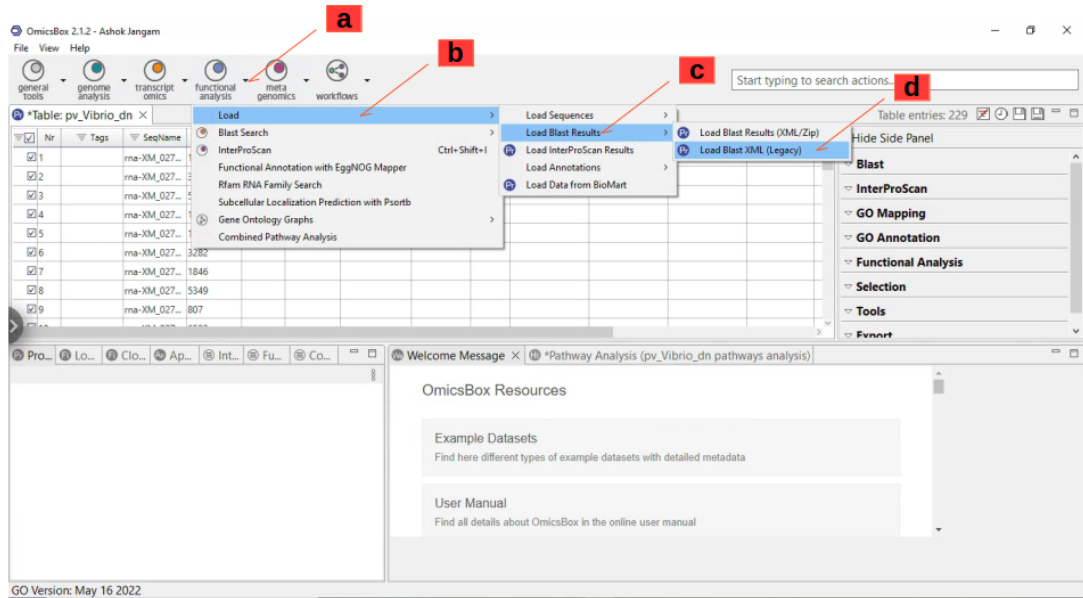 a
OmicsBox 2.1.2 - Ashok Jangam
File View Help
b
c
d
general tools
genome analysis
transcript omics
functional analysis
meta genomics
workflows
Start typing to search actions...
*Table: pv_Vibrio_dn
Table entries: 229
Nr Tags SeqName
1 rna-XM_027...
2 rna-XM_027...
3 rna-XM_027...
4 rna-XM_027...
5 rna-XM_027...
6 rna-XM_027... 3282
7 rna-XM_027... 1846
8 rna-XM_027... 5349
9 rna-XM_027... 807
Load
Blast Search
InterProScan Ctrl+Shift+I
Functional Annotation with EggNOG Mapper
Rfam RNA Family Search
Subcellular Localization Prediction with Psortb
Gene Ontology Graphs
Combined Pathway Analysis
Load Sequences
Load Blast Results
Load InterProScan Results
Load Annotations
Load Data from BioMart
Load Blast Results (XML/Zip)
Load Blast XML (Legacy)
Hide Side Panel
Blast
InterProScan
GO Mapping
GO Annotation
Functional Analysis
Selection
Tools
Export
Pro... Lo... Clo... Ap... Int... Fu... Co...
Welcome Message *Pathway Analysis (pv_Vibrio_dn pathways analysis)
OmicsBox Resources
Example Datasets
Find here different types of example datasets with detailed metadata
User Manual
Find all details about OmicsBox in the online user manual
GO Version: May 16 2022